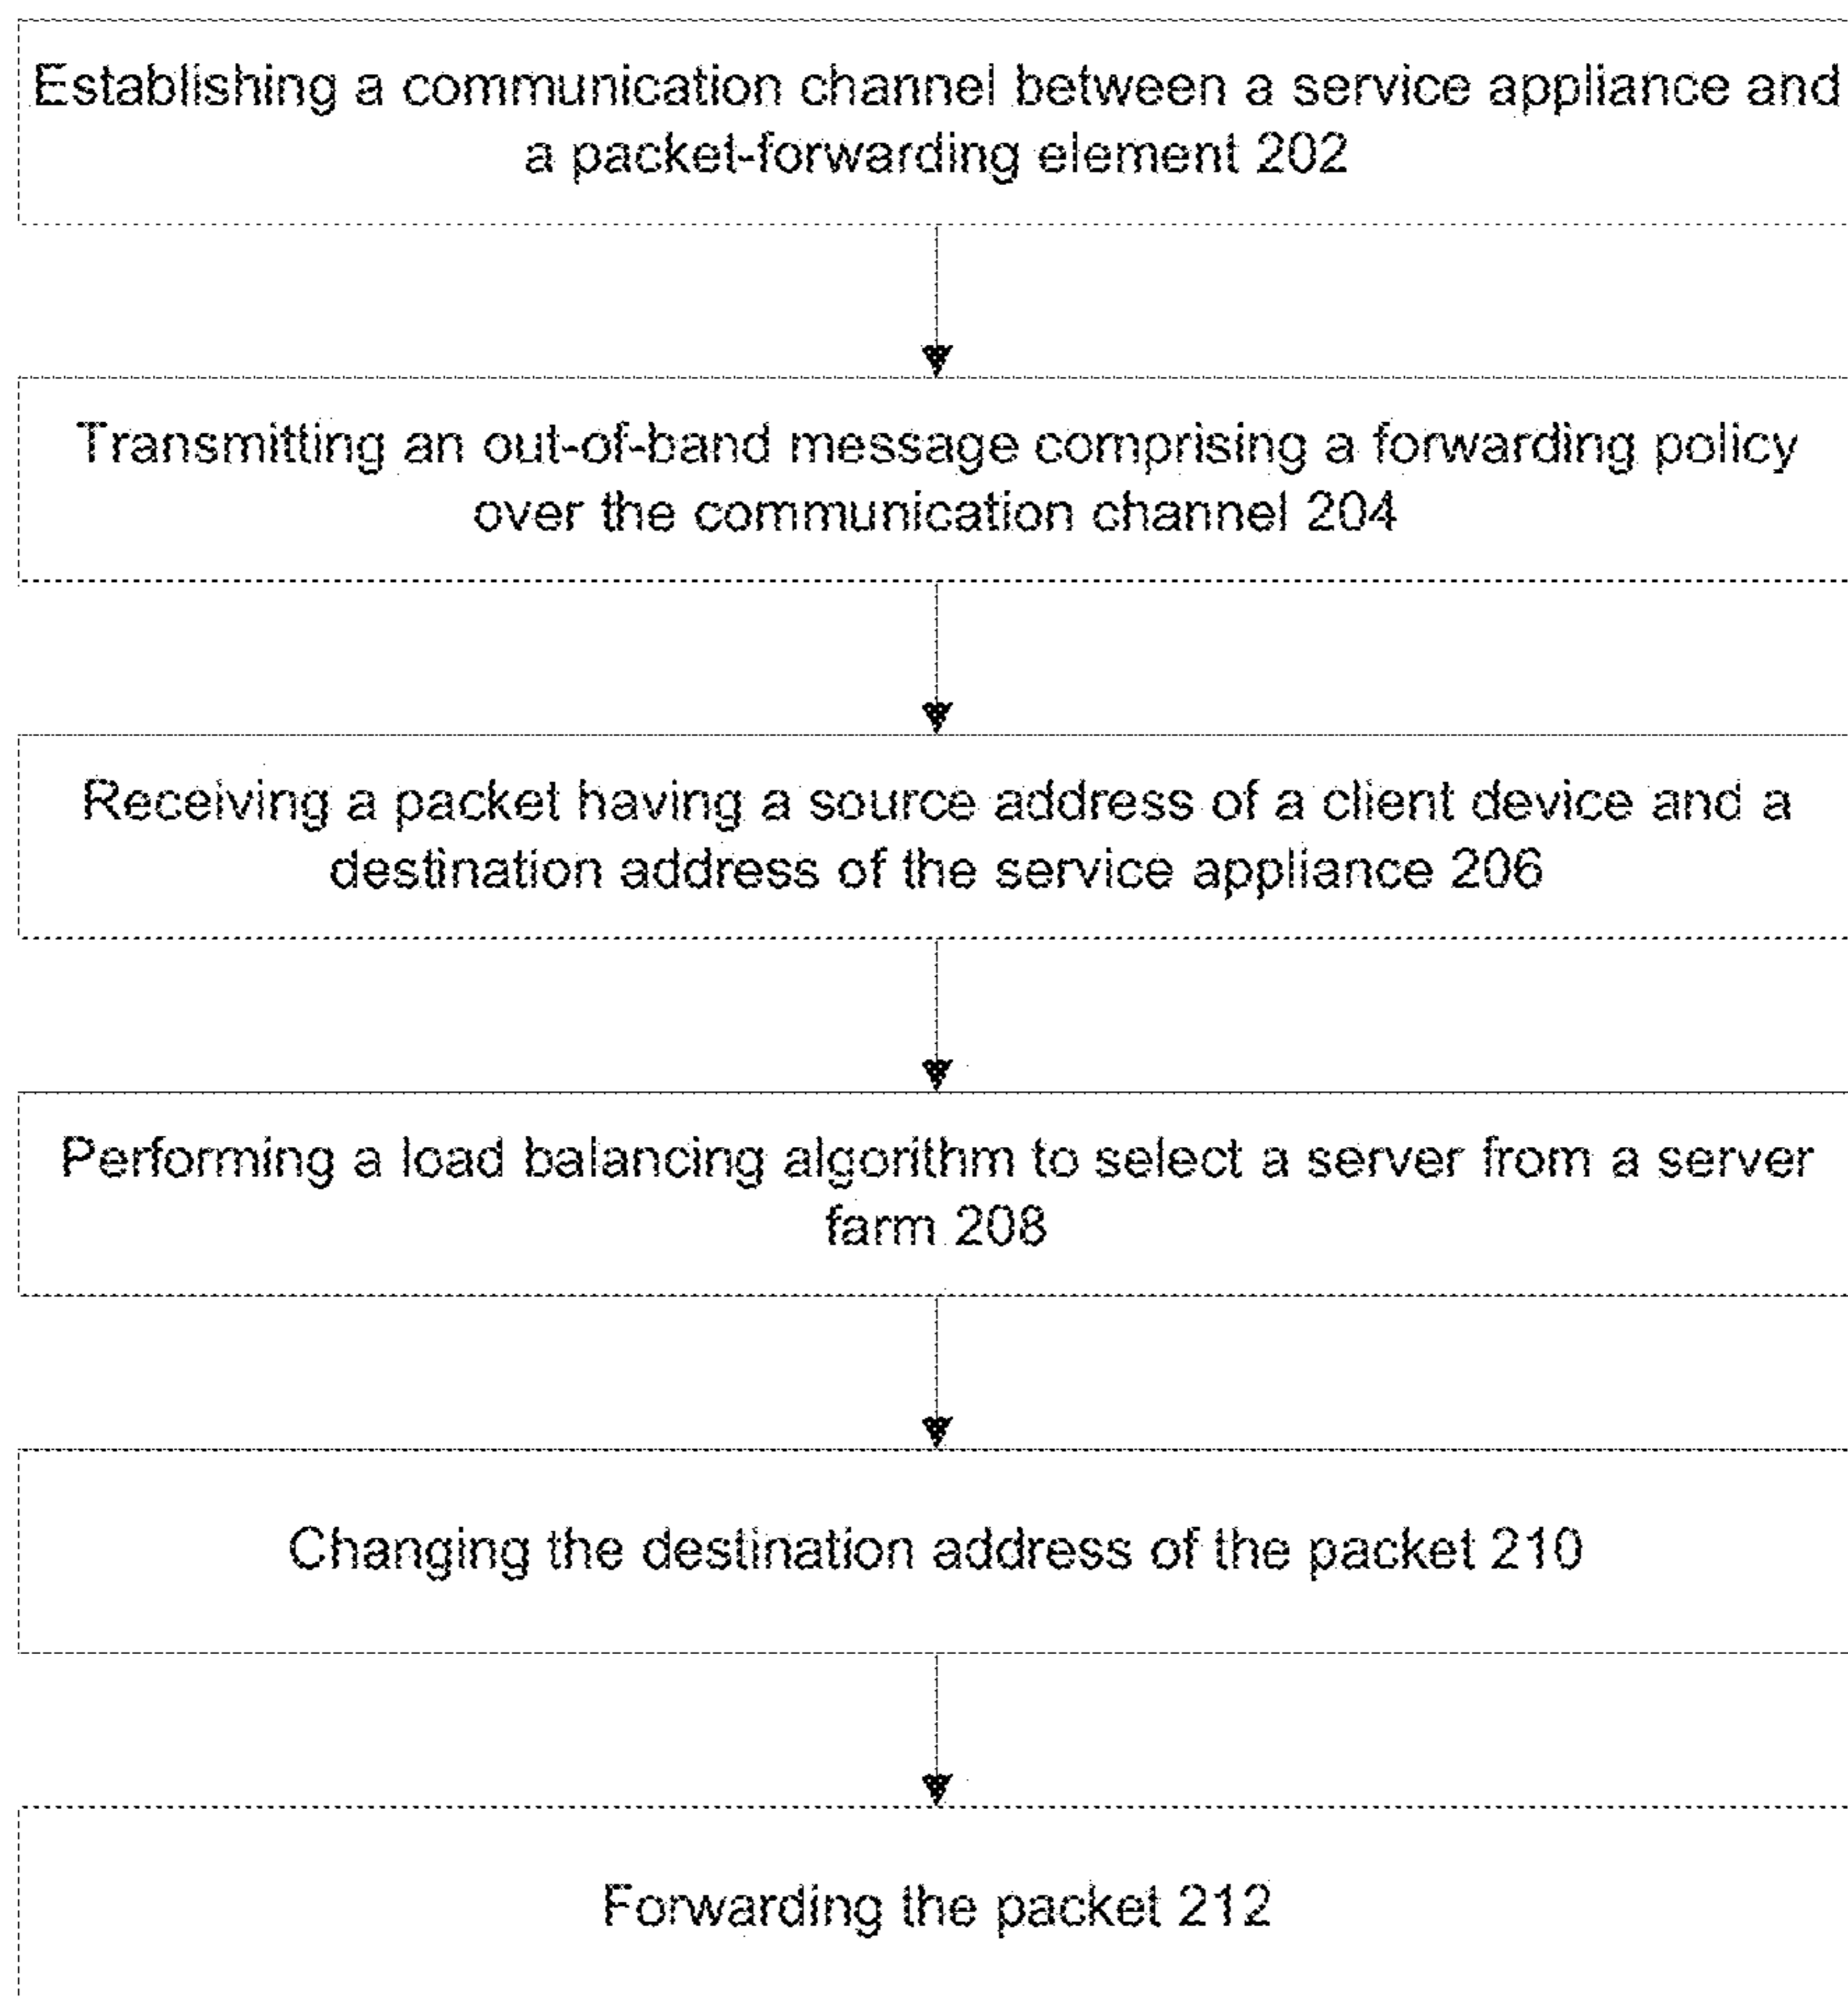 Establishing a communication channel between a service appliance and
a packet-forwarding element 202
Transmitting an out-of-band message comprising a forwarding policy
over the communication channel 204
Receiving a packet having a source address of a client device and a
destination address of the service appliance 206
Performing a load balancing algorithm to select a server from a server
farm 208
Changing the destination address of the packet 210
Forwarding the packet 212